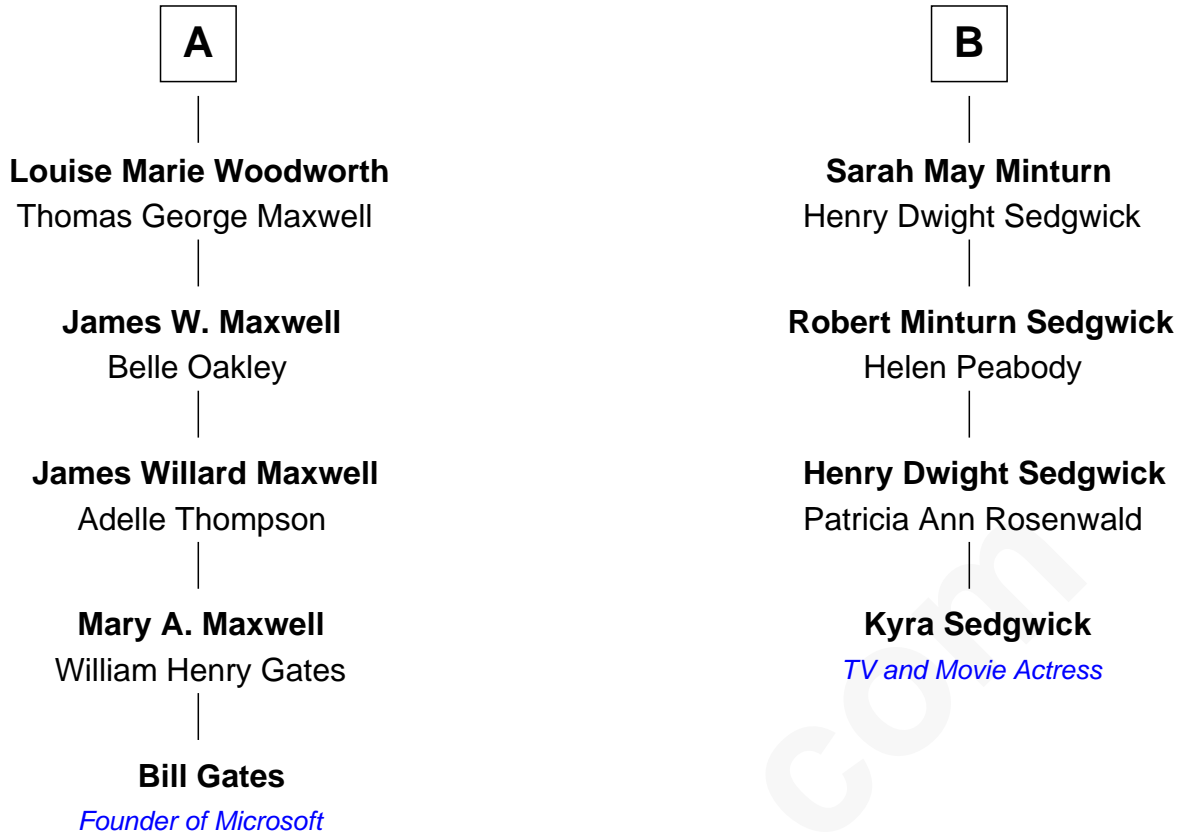 A
Louise Marie Woodworth
Thomas George Maxwell
James W. Maxwell
Belle Oakley
James Willard Maxwell
Adelle Thompson
Mary A. Maxwell
William Henry Gates
Bill Gates
Founder of Microsoft
B
Sarah May Minturn
Henry Dwight Sedgwick
Robert Minturn Sedgwick
Helen Peabody
Henry Dwight Sedgwick
Patricia Ann Rosenwald
Kyra Sedgwick
TV and Movie Actress
com